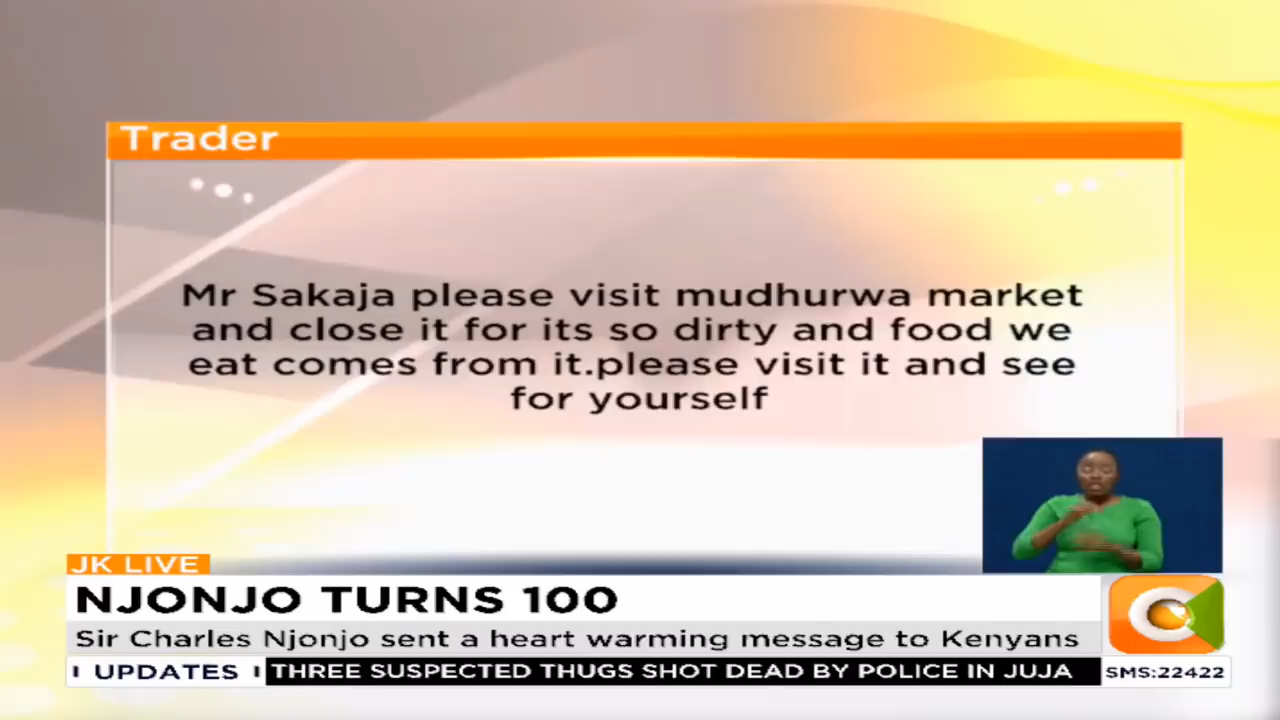 Trader
Mr Sakaja please visit mudhurwa market
and close it for its so dirty and food we
eat comes from it.please visit it and see
for yourself
JK LIVE
NJONJO TURNS 100
Sir Charles Njonjo sent a heart warming message to Kenyans
UPDATES
THREE SUSPECTED THUGS SHOT DEAD BY POLICE IN JUJA
SMS:22422